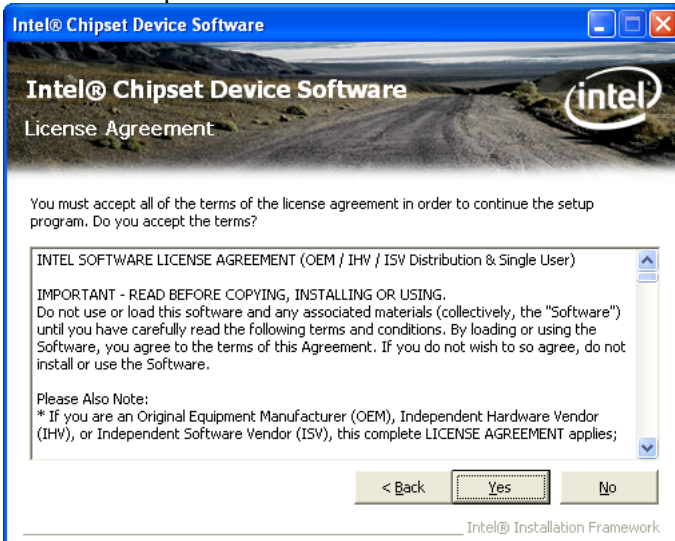 Intel® Chipset Device Software
Intel® Chipset Device Software
intel
License Agreement
You must accept all of the terms of the license agreement in order to continue the setup
program. Do you accept the terms?
INTEL SOFTWARE LICENSE AGREEMENT (OEM / IHV / ISV Distribution & Single User)
IMPORTANT - READ BEFORE COPYING, INSTALLING OR USING.
Do not use or load this software and any associated materials (collectively, the "Software")
until you have carefully read the following terms and conditions. By loading or using the
Software, you agree to the terms of this Agreement. If you do not wish to so agree, do not
install or use the Software.
Please Also Note:
* If you are an Original Equipment Manufacturer (OEM), Independent Hardware Vendor
(IHV), or Independent Software Vendor (ISV), this complete LICENSE AGREEMENT applies;
< Back Yes No
Intel® Installation Framework